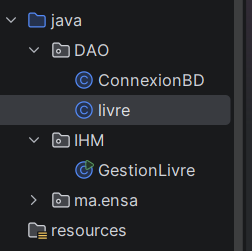 java
DAO
ConnexionBD
livre
IHM
GestionLivre
ma.ensa
resources